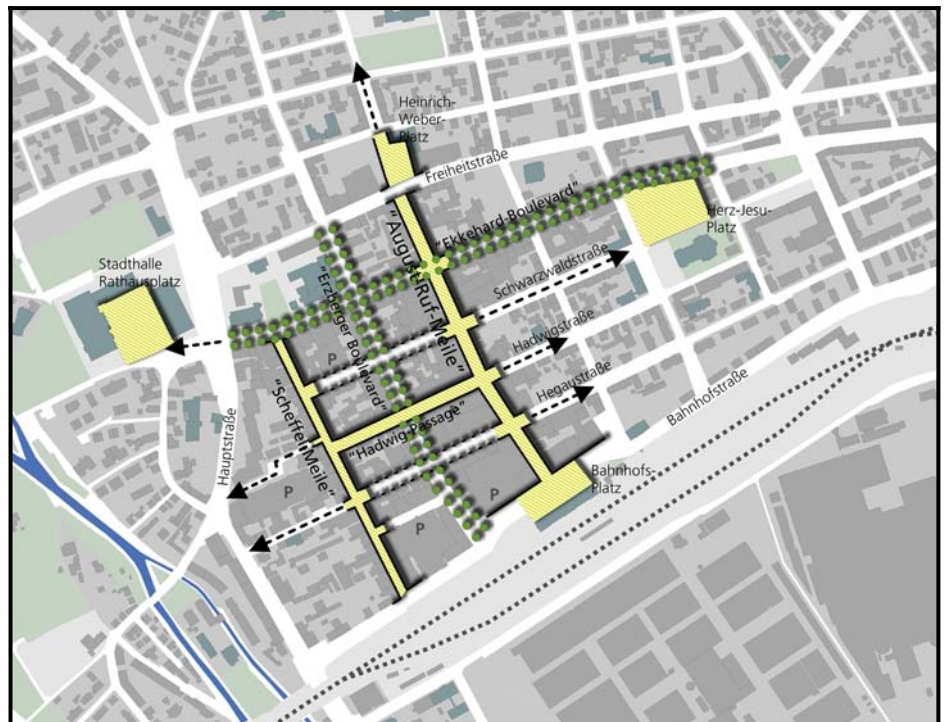 Heinrich-
Weber-
Platz
Freiheitstraße
"Ekkehard-Boulevard"
Herz-Jesu-
Platz
"August-Ruf-Meile"
Schwarzwaldstraße
Stadthalle
Rathausplatz
"Erzberger Boulevard"
P
Hadwigstraße
Hegaustraße
Bahnhofstraße
"Scheffel-Meile"
"Hadwig-Passage"
Hauptstraße
Bahnhofs-
Platz
P
P
P